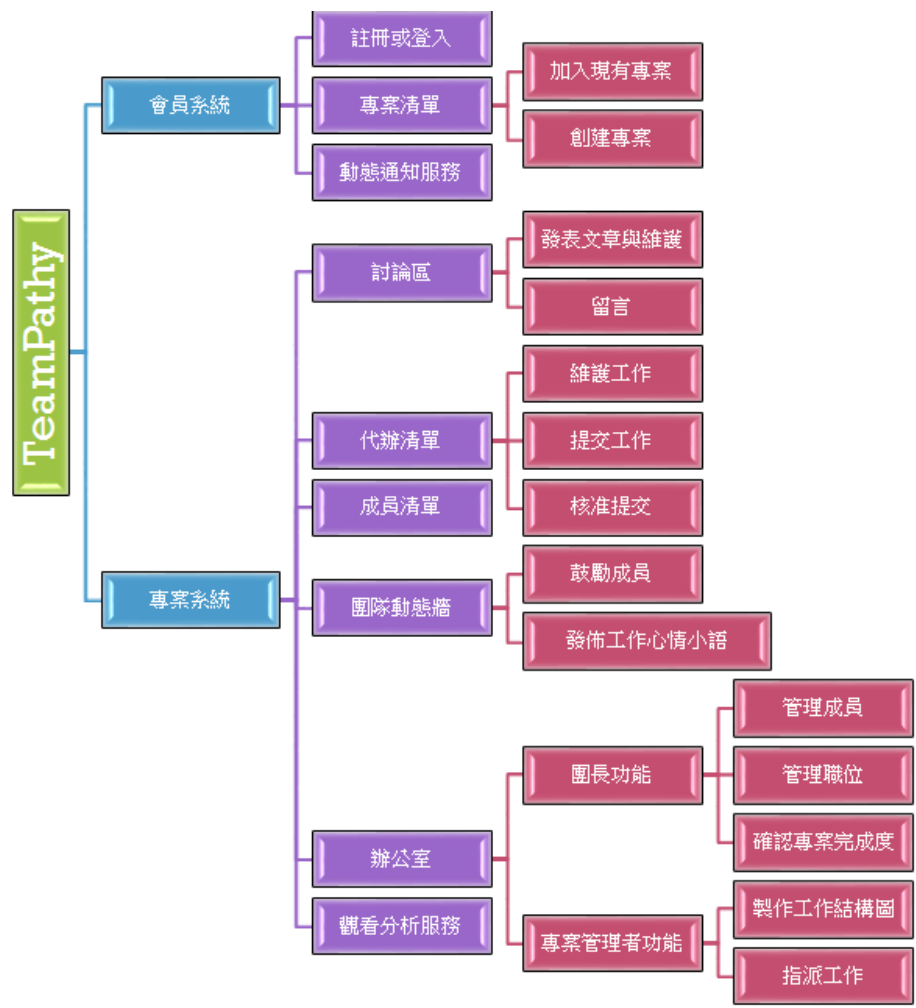 TeamPathy
會員系統
註冊或登入
專案清單
加入現有專案
創建專案
動態通知服務
專案系統
討論區
發表文章與維護
留言
代辦清單
維護工作
提交工作
核准提交
成員清單
團隊動態牆
鼓勵成員
發佈工作心情小語
辦公室
團長功能
管理成員
管理職位
確認專案完成度
專案管理者功能
製作工作結構圖
指派工作
觀看分析服務